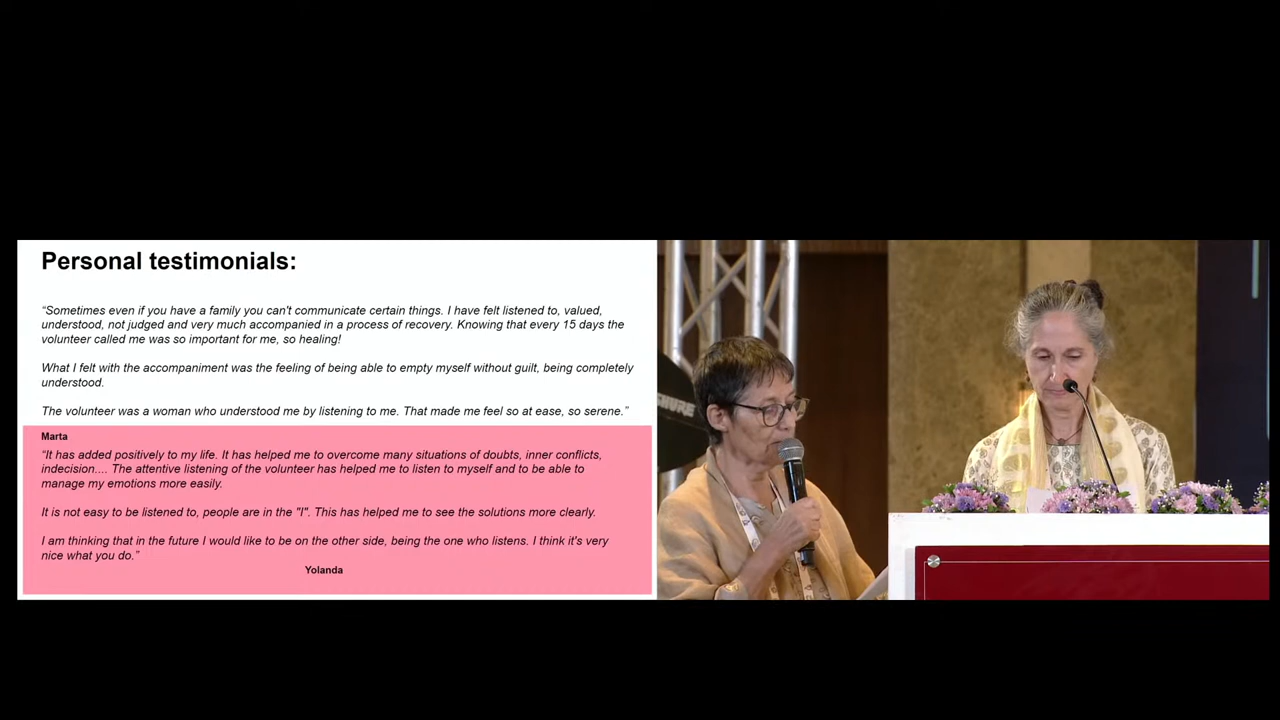 Personal testimonials:
“Sometimes even if you have a family you can't communicate certain things. I have felt listened to, valued,
understood, not judged and very much accompanied in a process of recovery. Knowing that every 15 days the
volunteer called me was so important for me, so healing!
What I felt with the accompaniment was the feeling of being able to empty myself without guilt, being completely
understood.
The volunteer was a woman who understood me by listening to me. That made me feel so at ease, so serene.”
Marta
“It has added positively to my life. It has helped me to overcome many situations of doubts, inner conflicts,
indecision.... The attentive listening of the volunteer has helped me to listen to myself and to be able to
manage my emotions more easily.
It is not easy to be listened to, people are in the "I". This has helped me to see the solutions more clearly.
I am thinking that in the future I would like to be on the other side, being the one who listens. I think it's very
nice what you do.”
Yolanda
SHURE